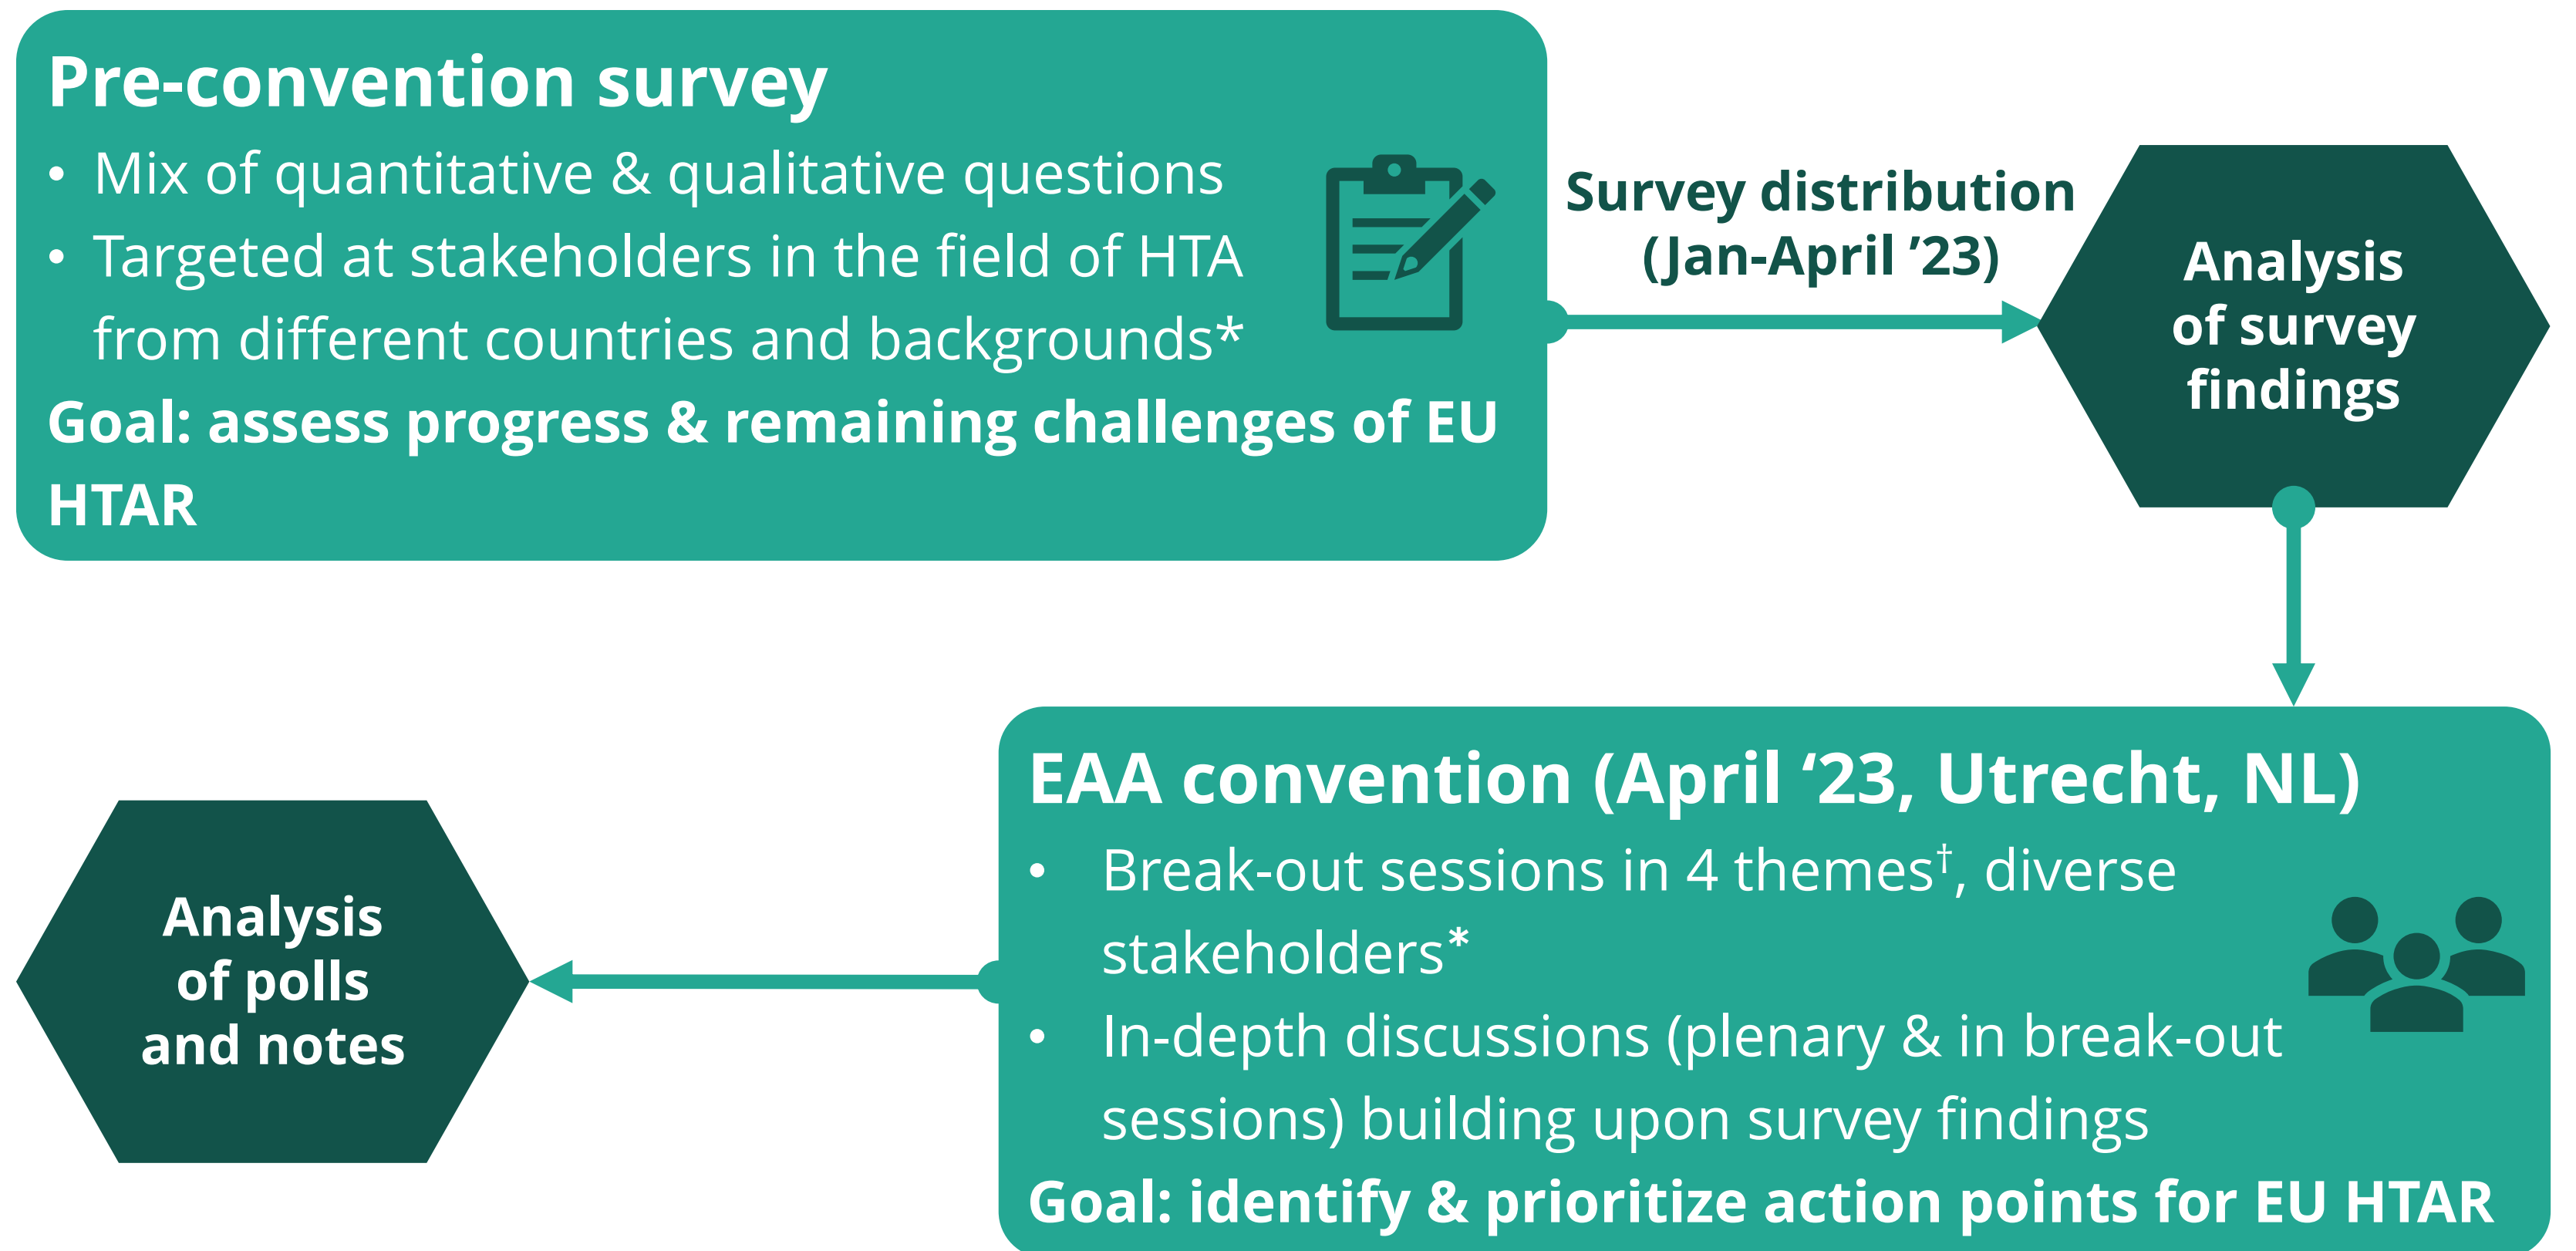 Pre-convention survey
• Mix of quantitative & qualitative questions
• Targeted at stakeholders in the field of HTA
from different countries and backgrounds*
Goal: assess progress & remaining challenges of EU
HTAR
Survey distribution
(Jan-April ’23)
Analysis
of survey
findings
EAA convention (April ‘23, Utrecht, NL)
• Break-out sessions in 4 themes†, diverse
stakeholders*
• In-depth discussions (plenary & in break-out
sessions) building upon survey findings
Goal: identify & prioritize action points for EU HTAR
Analysis
of polls
and notes